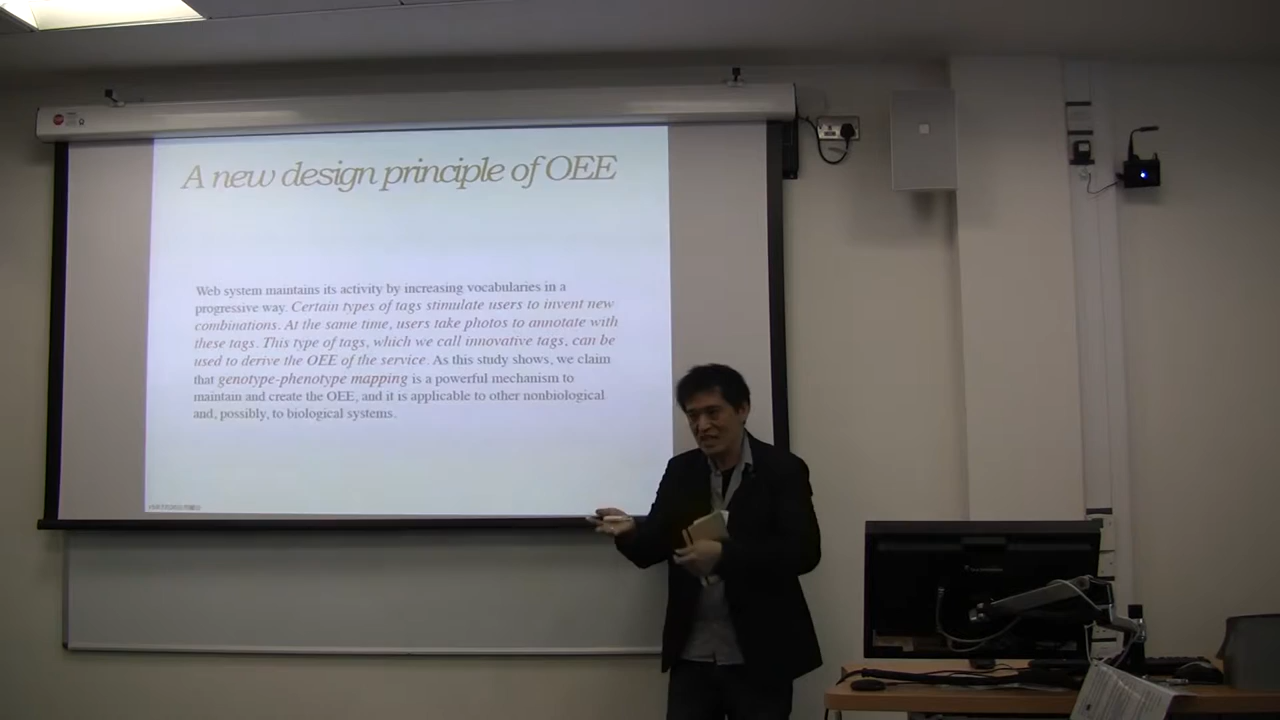 A new design principle of OEE
Web system maintains its activity by increasing vocabularies in a
progressive way. Certain types of tags stimulate users to invent new
combinations. At the same time, users take photos to annotate with
these tags. This type of tags, which we call innovative tags, can be
used to derive the OEE of the service. As this study shows, we claim
that genotype-phenotype mapping is a powerful mechanism to
maintain and create the OEE, and it is applicable to other nonbiological
and, possibly, to biological systems.